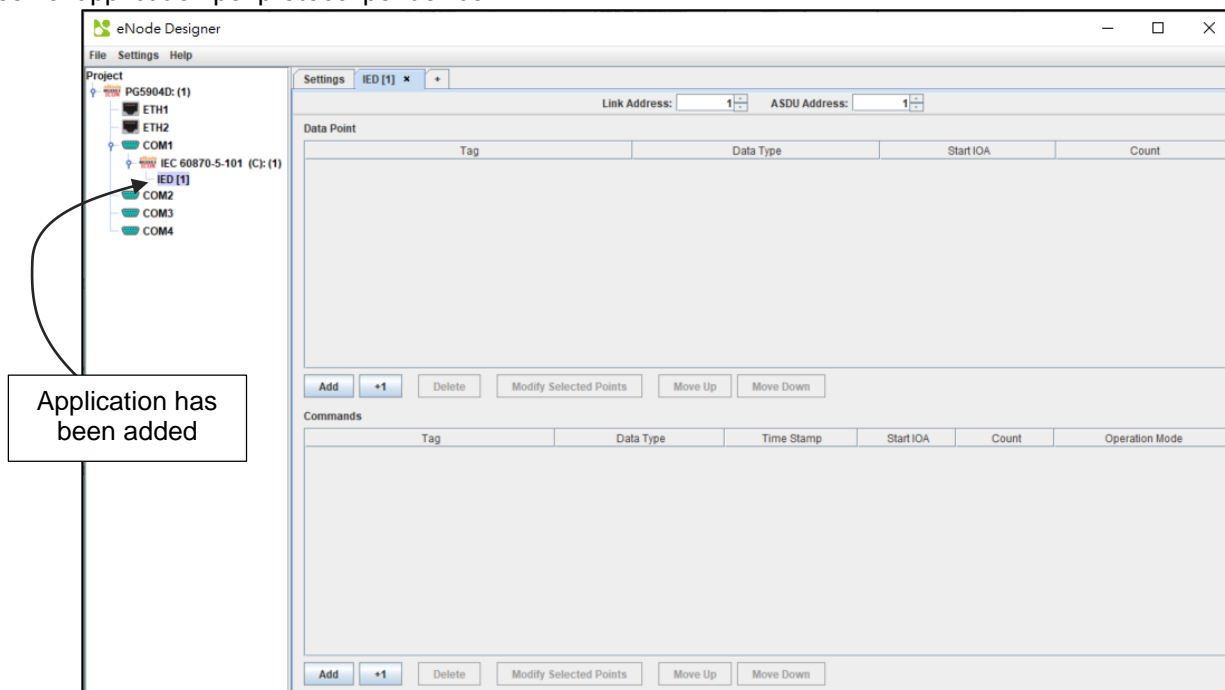 eNode Designer
File Settings Help
Project
PG5904D: (1)
ETH1
ETH2
COM1
IEC 60870-5-101 (C): (1)
IED [1]
COM2
COM3
COM4
Settings IED [1] × +
Link Address: 1 ASDU Address: 1
Data Point
Tag Data Type Start IOA Count
Add +1 Delete Modify Selected Points Move Up Move Down
Commands
Tag Data Type Time Stamp Start IOA Count Operation Mode
Add +1 Delete Modify Selected Points Move Up Move Down
Application has
been added